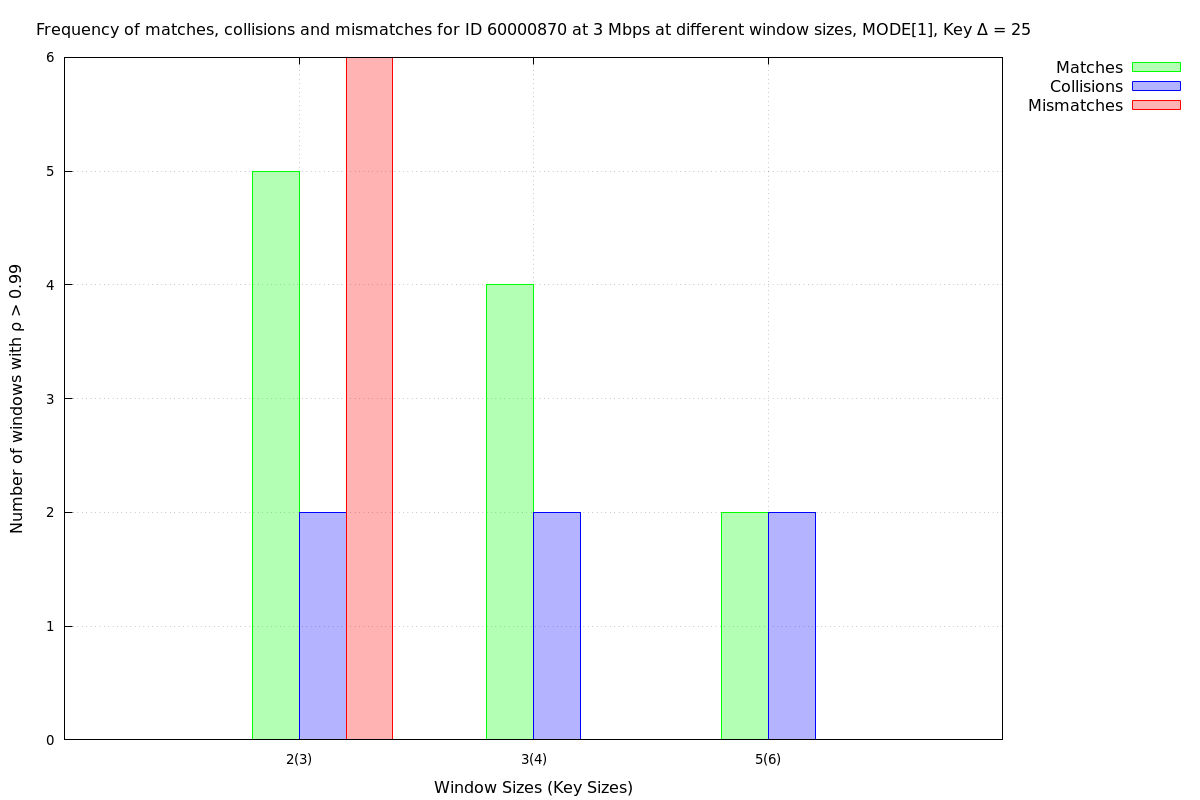 Frequency of matches, collisions and mismatches for ID 60000870 at 3 Mbps at different window sizes, MODE[1], Key Δ = 25
Matches
Collisions
Mismatches
Number of windows with ρ > 0.99
6
5
4
3
2
1
0
2(3)
3(4)
5(6)
Window Sizes (Key Sizes)